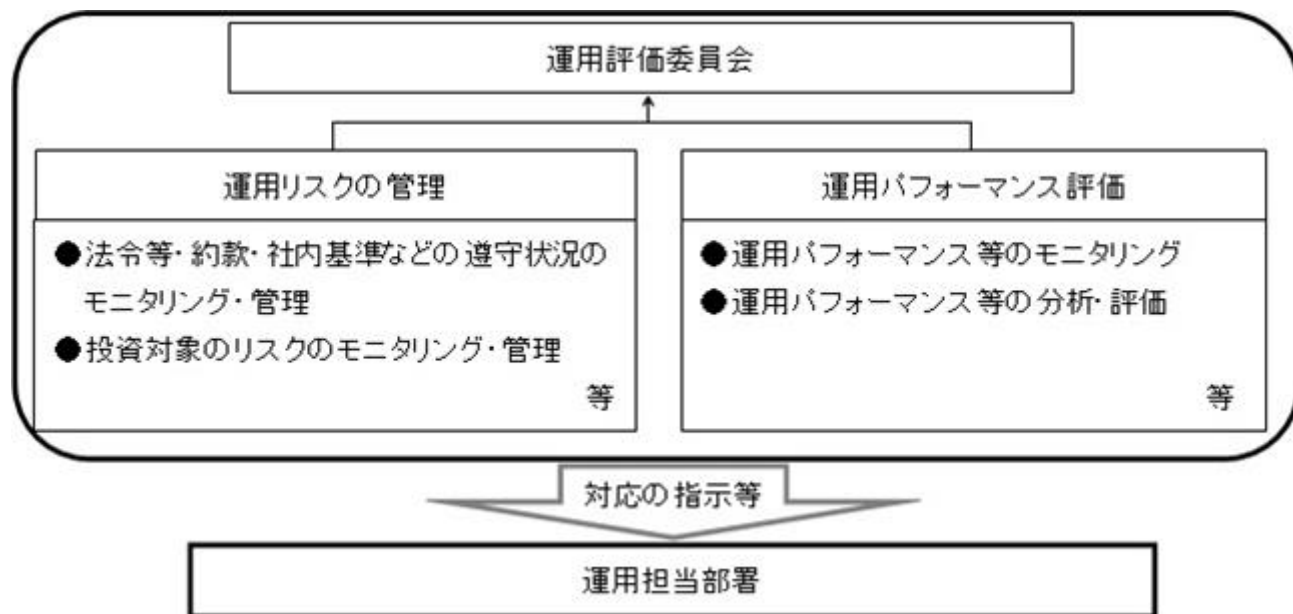 運用評価委員会
運用リスクの管理
●法令等・約款・社内基準などの遵守状況の
モニタリング・管理
●投資対象のリスクのモニタリング・管理
等
運用パフォーマンス評価
●運用パフォーマンス等のモニタリング
●運用パフォーマンス等の分析・評価
等
対応の指示等
運用担当部署